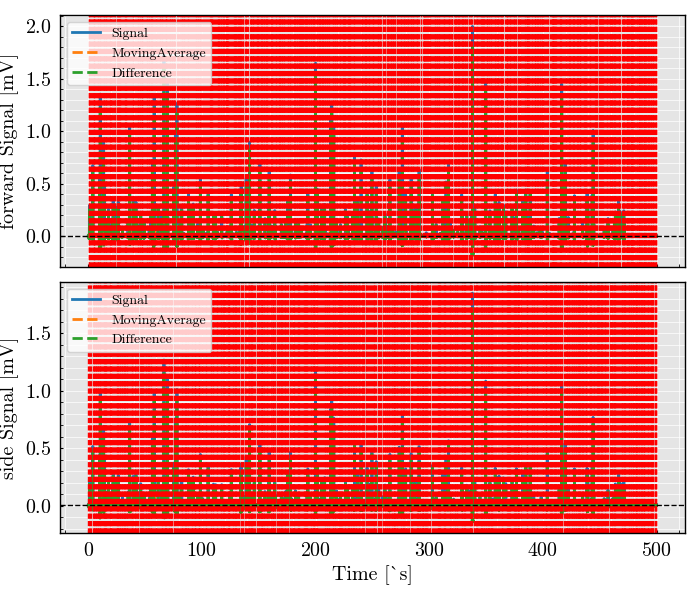 2.0
1.5
1.0
0.5
0.0
forward Signal [mV]
Signal
MovingAverage
Difference
1.5
1.0
0.5
0.0
side Signal [mV]
Signal
MovingAverage
Difference
0 100 200 300 400 500
Time [`s]